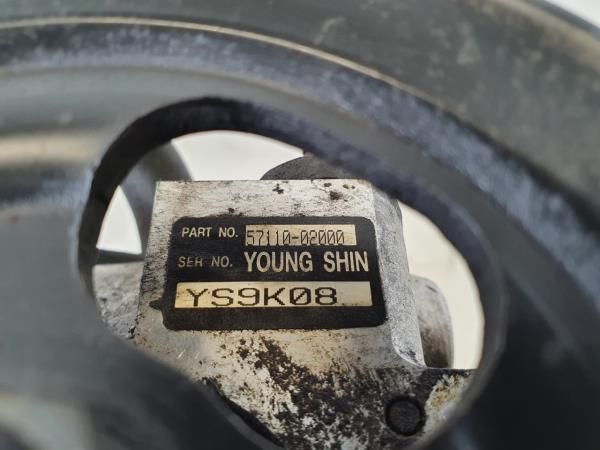 PART NO. 57110-02000
SER NO. YOUNG SHIN
YS9K08